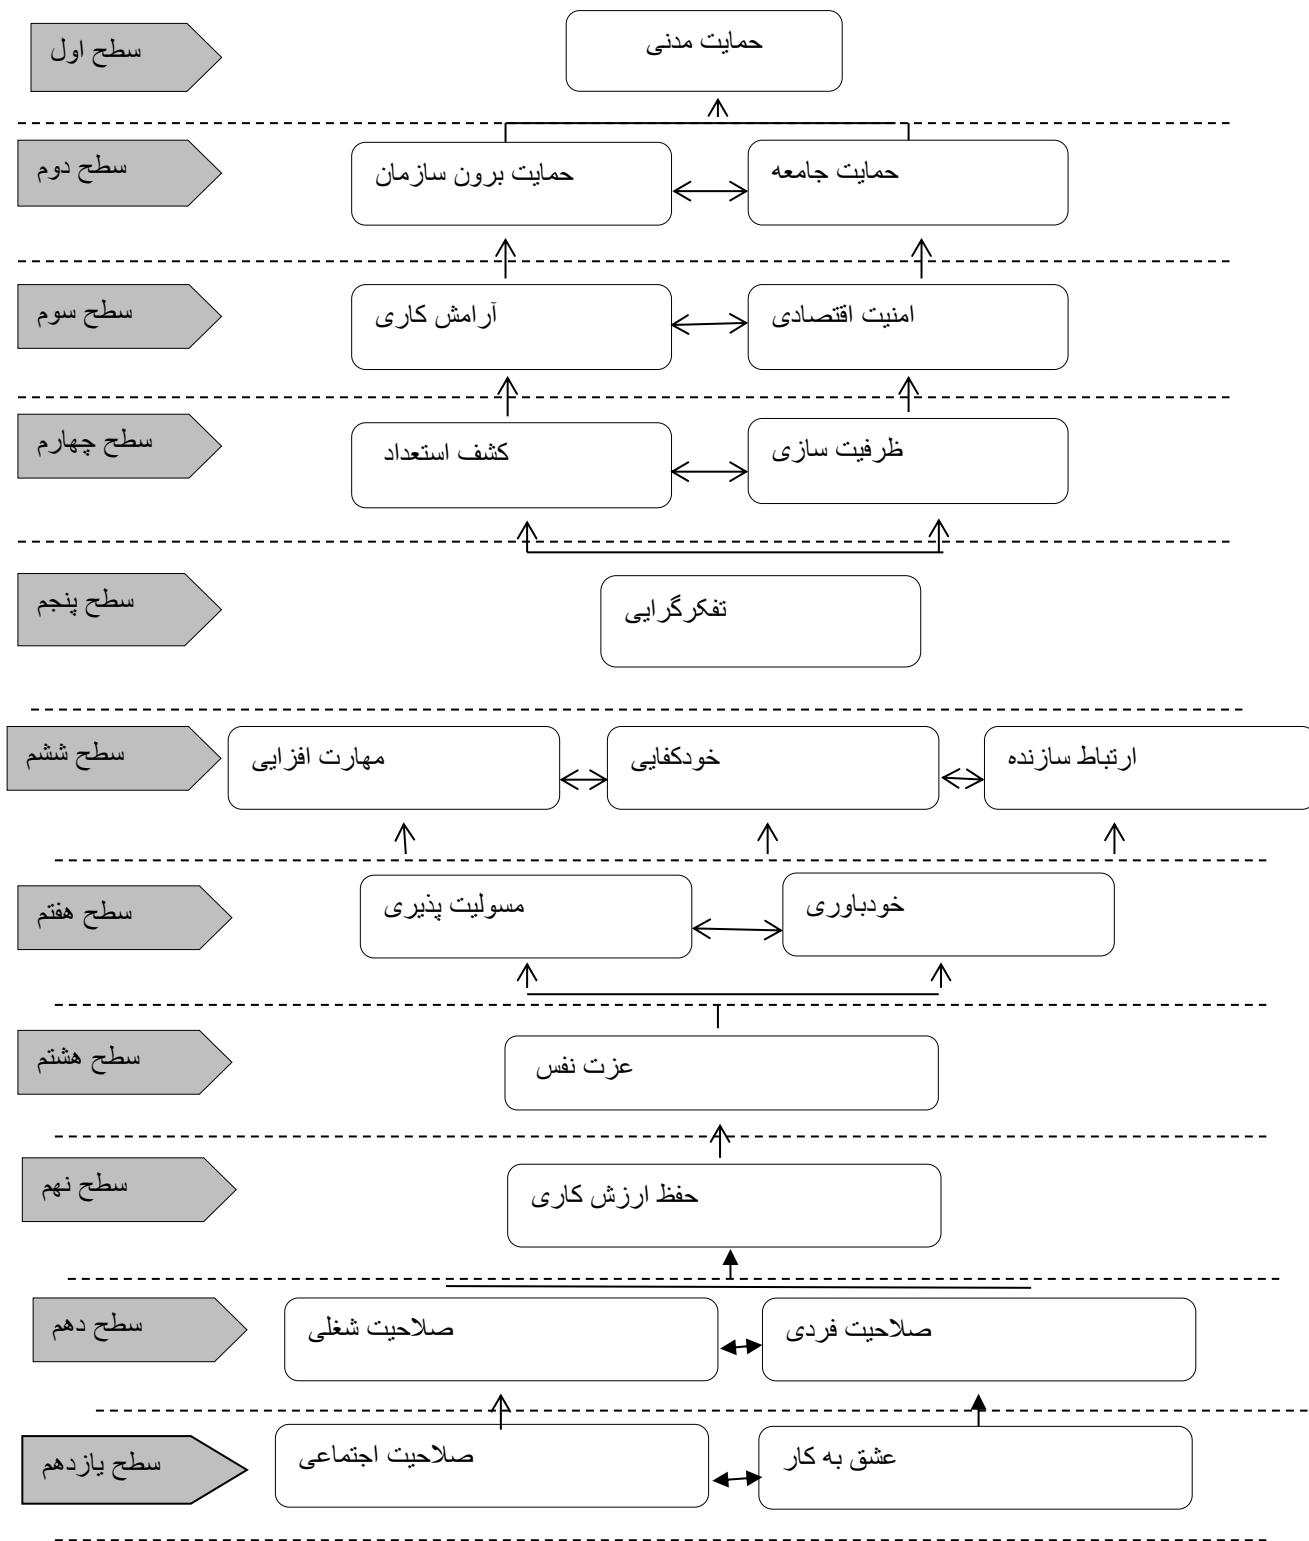 سطح اول
حمایت مدنی
سطح دوم
حمایت جامعه
حمایت برون سازمان
سطح سوم
امنیت اقتصادی
آرامش کاری
سطح چهارم
ظرفیت سازی
کشف استعداد
سطح پنجم
تفکرگرایی
سطح ششم
ارتباط سازنده
خودکفایی
مهارت افزایی
سطح هفتم
خودباوری
مسولیت پذیری
سطح هشتم
عزت نفس
سطح نهم
حفظ ارزش کاری
سطح دهم
صلاحیت فردی
صلاحیت شغلی
سطح یازدهم
عشق به کار
صلاحیت اجتماعی